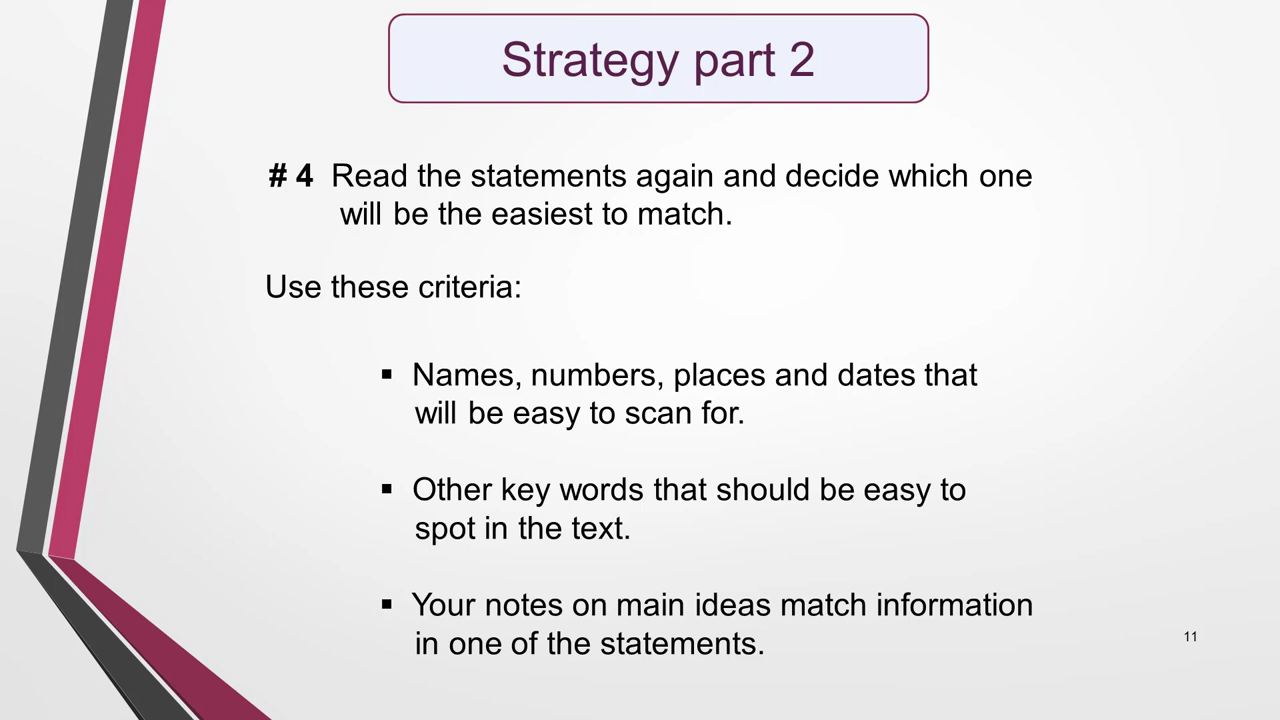 Strategy part 2
# 4 Read the statements again and decide which one
will be the easiest to match.
Use these criteria:
▪ Names, numbers, places and dates that
will be easy to scan for.
▪ Other key words that should be easy to
spot in the text.
▪ Your notes on main ideas match information
in one of the statements.
11